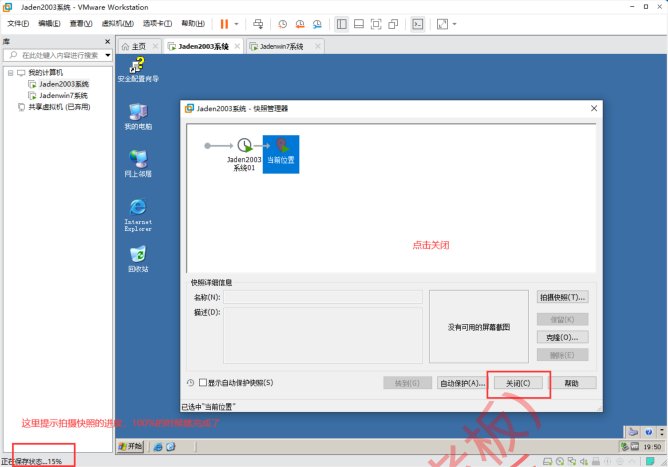 Jaden2003系统 - VMware Workstation
文件(F) 编辑(E) 查看(V) 虚拟机(M) 选项卡(T) 帮助(H)
库
在此处键入内容进行搜索
我的计算机
Jaden2003系统
Jadenwin7系统
共享虚拟机 (已弃用)
主页 Jaden2003系统 Jadenwin7系统
安全配置向导
我的电脑
网上邻居
Internet
Explorer
回收站
Jaden2003系统 - 快照管理器
Jaden2003
系统01
当前位置
点击关闭
快照详细信息
名称(N):
描述(D):
没有可用的屏幕截图
拍摄快照(T)...
保留(K)
克隆(O)...
删除(E)
显示自动保护快照(S)
转到(G) 自动保护(A)... 关闭(C) 帮助
已选中"当前位置"
这里提示拍摄快照的进度，100%的时候就完成了
开始
19:50
正在保存状态...15%
老板）